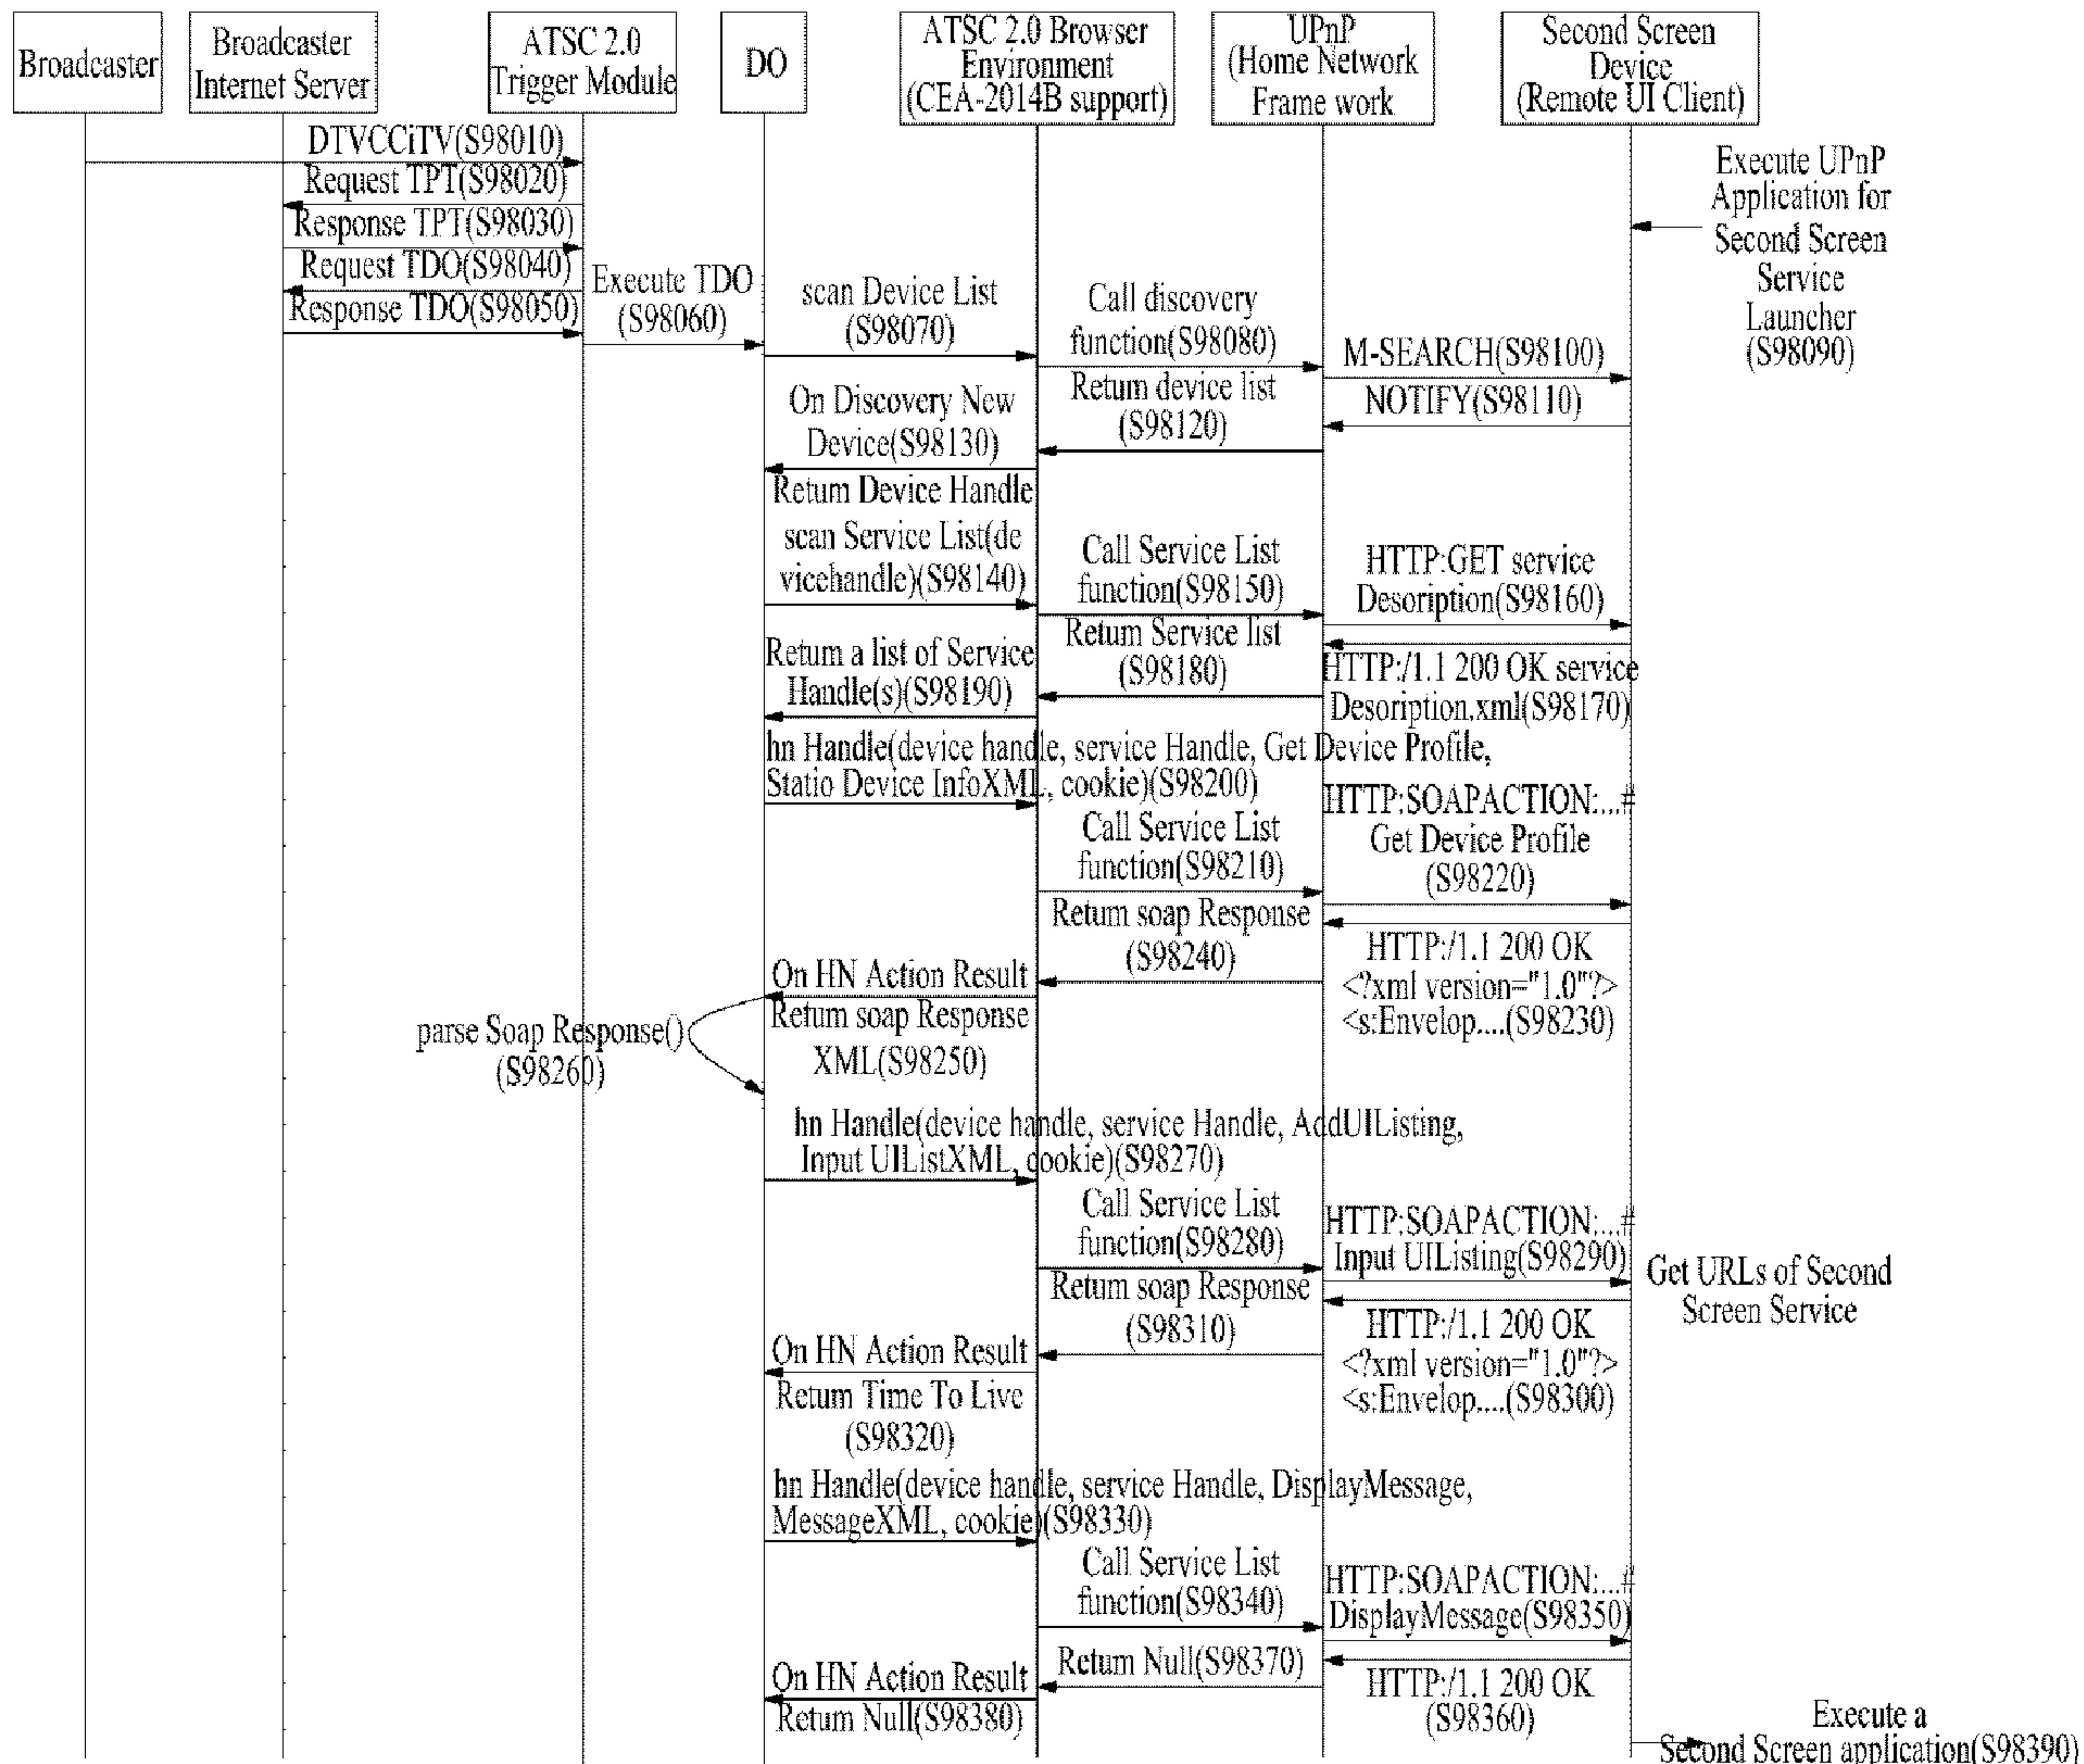 Broadcaster
Broadcaster
Internet Server
ATSC 2.0
Trigger Module
DO
ATSC 2.0 Browser
Environment
(CEA-2014B support)
UPnP
(Home Network
Frame work
Second Screen
Device
(Remote UI Client)
DTVCCiTV(S98010)
Request TPT(S98020)
Response TPT(S98030)
Request TDO(S98040)
Response TDO(S98050)
Execute TDO
(S98060)
scan Device List
(S98070)
Call discovery
function(S98080)
Execute UPnP
Application for
Second Screen
Service
Launcher
(S98090)
M-SEARCH(S98100)
NOTIFY(S98110)
Retum device list
(S98120)
On Discovery New
Device(S98130)
Retum Device Handle
scan Service List(de
vicehandle)(S98140)
Call Service List
function(S98150)
HTTP:GET service
Desoription(S98160)
HTTP:/1.1 200 OK service
Desoription.xml(S98170)
Retum Service list
(S98180)
Retum a list of Service
Handle(s)(S98190)
hn Handle(device handle, service Handle, Get Device Profile,
Statio Device InfoXML, cookie)(S98200)
Call Service List
function(S98210)
HTTP:SOAPACTION:...#
Get Device Profile
(S98220)
HTTP:/1.1 200 OK
<?xml version="1.0"?>
<s:Envelop....(S98230)
Retum soap Response
(S98240)
On HN Action Result
Retum soap Response
XML(S98250)
parse Soap Response()
(S98260)
hn Handle(device handle, service Handle, AddUIListing,
Input UIListXML, cookie)(S98270)
Call Service List
function(S98280)
HTTP:SOAPACTION:...#
Input UIListing(S98290)
Get URLs of Second
Screen Service
HTTP:/1.1 200 OK
<?xml version="1.0"?>
<s:Envelop....(S98300)
Retum soap Response
(S98310)
On HN Action Result
Retum Time To Live
(S98320)
hn Handle(device handle, service Handle, DisplayMessage,
MessageXML, cookie)(S98330)
Call Service List
function(S98340)
HTTP:SOAPACTION:...#
DisplayMessage(S98350)
HTTP:/1.1 200 OK
(S98360)
Retum Null(S98370)
On HN Action Result
Retum Null(S98380)
Execute a
Second Screen application(S98390)